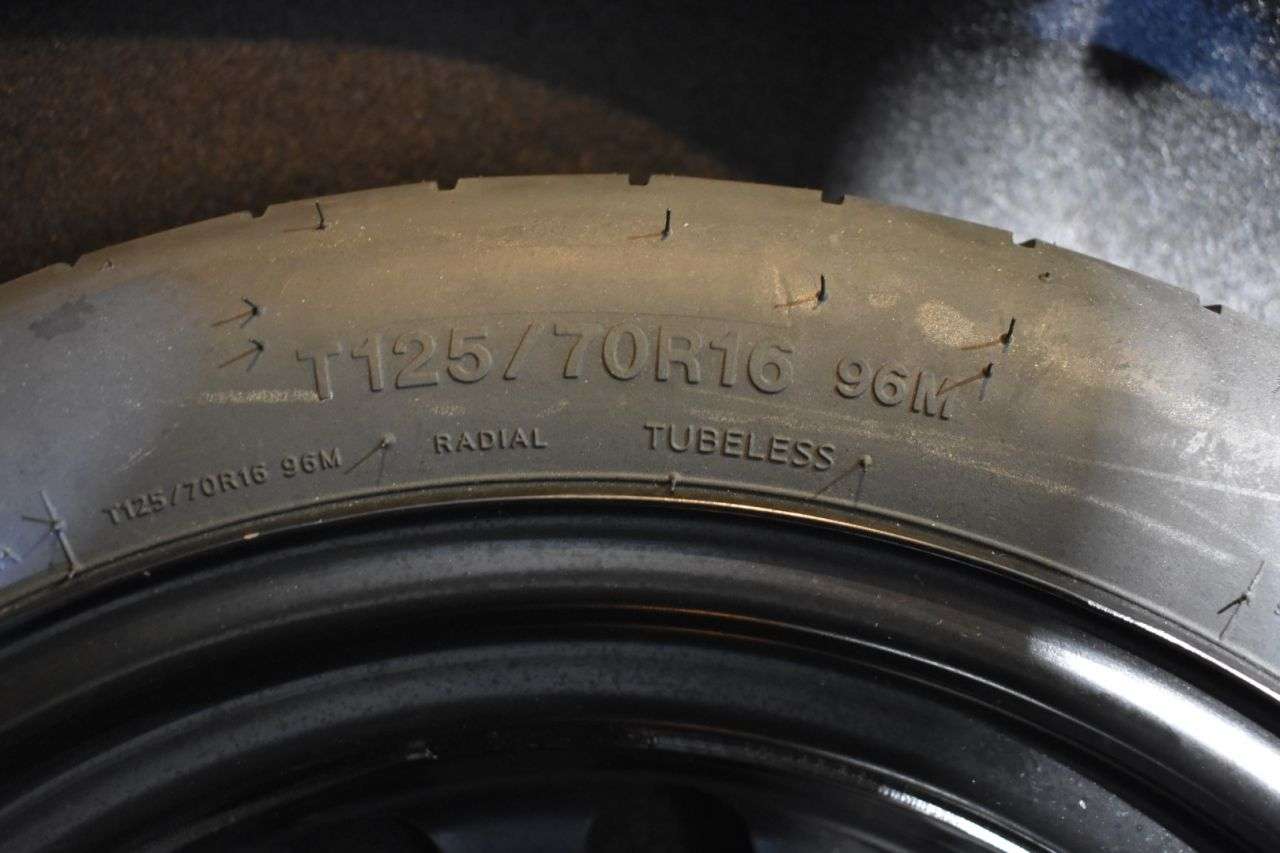 T125/70R16 96M
T125/70R16 96M RADIAL TUBELESS